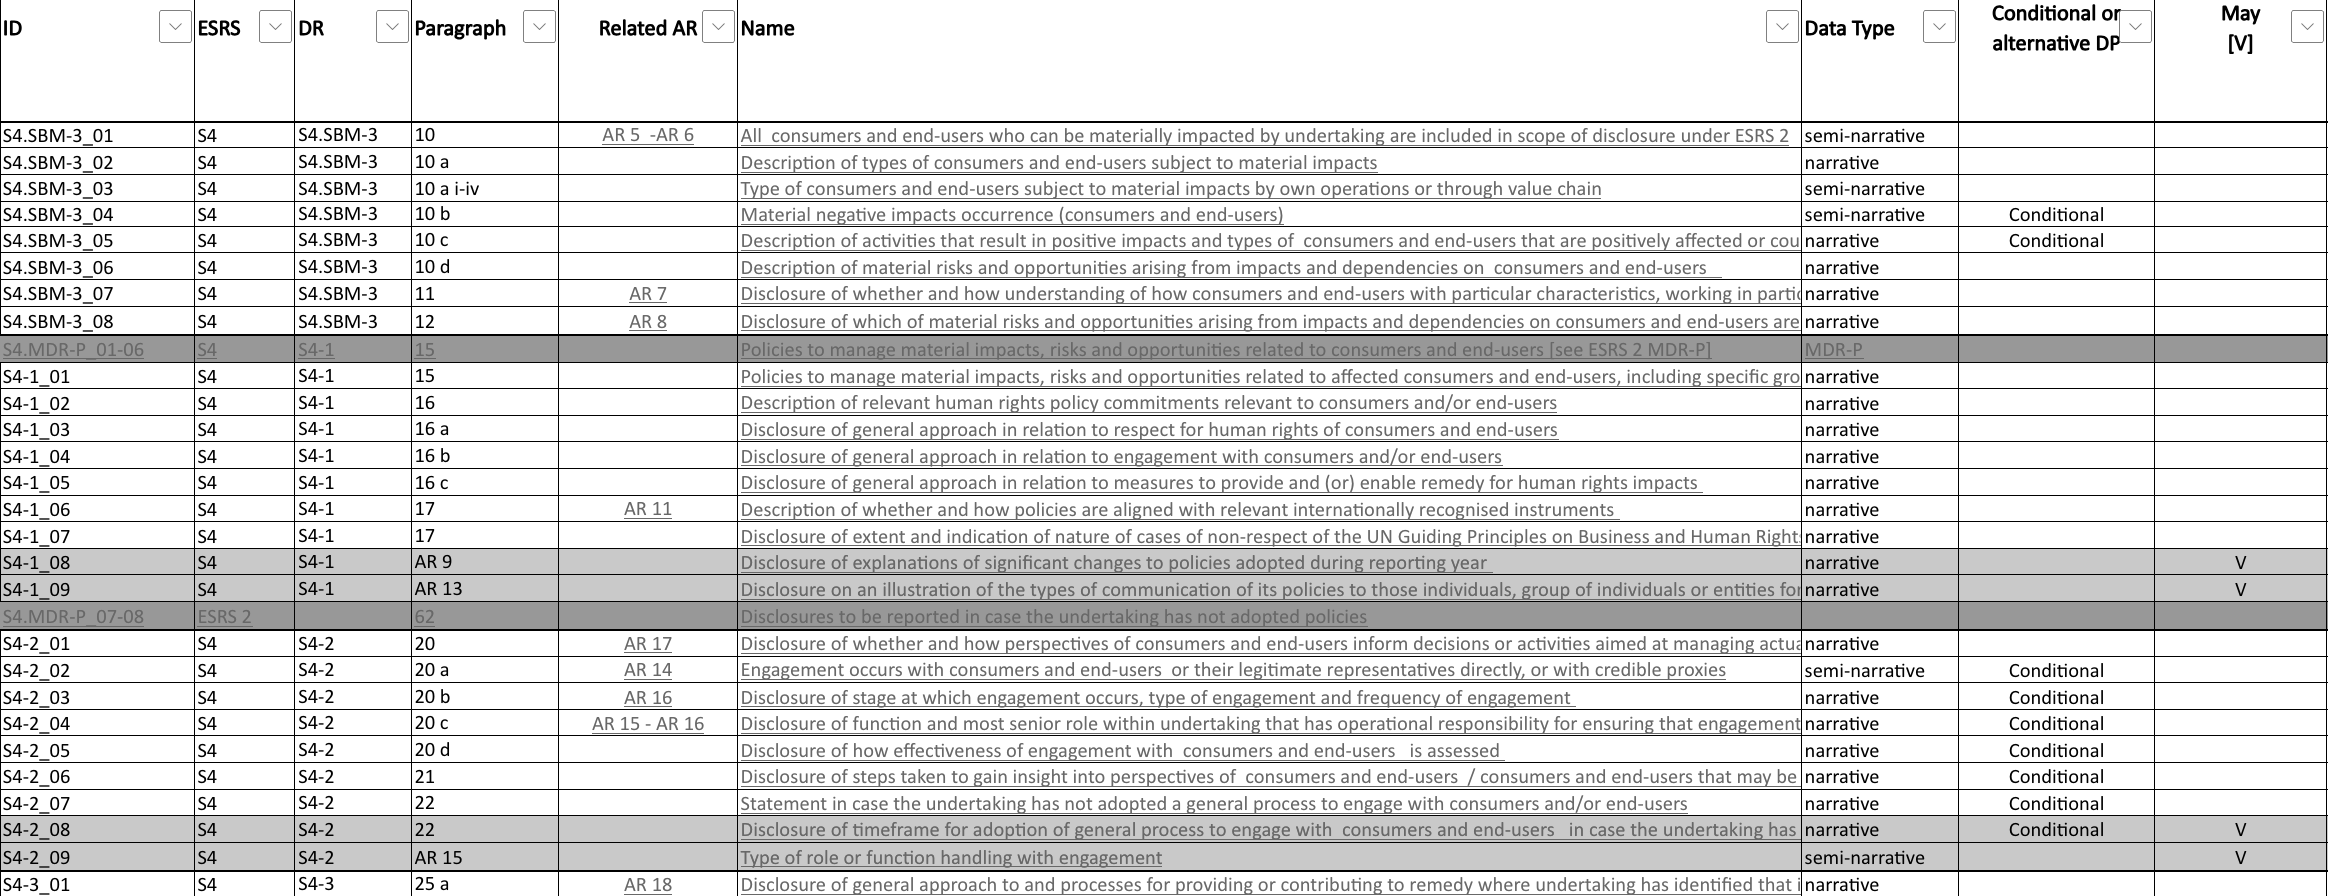 ID ESRS DR Paragraph Related AR Name Data Type Conditional or alternative DP May [V]
S4.SBM-3_01 S4 S4.SBM-3 10 AR 5 -AR 6 All consumers and end-users who can be materially impacted by undertaking are included in scope of disclosure under ESRS 2 semi-narrative
S4.SBM-3_02 S4 S4.SBM-3 10 a Description of types of consumers and end-users subject to material impacts narrative
S4.SBM-3_03 S4 S4.SBM-3 10 a i-iv Type of consumers and end-users subject to material impacts by own operations or through value chain semi-narrative
S4.SBM-3_04 S4 S4.SBM-3 10 b Material negative impacts occurrence (consumers and end-users) semi-narrative Conditional
S4.SBM-3_05 S4 S4.SBM-3 10 c Description of activities that result in positive impacts and types of consumers and end-users that are positively affected or cou narrative Conditional
S4.SBM-3_06 S4 S4.SBM-3 10 d Description of material risks and opportunities arising from impacts and dependencies on consumers and end-users narrative
S4.SBM-3_07 S4 S4.SBM-3 11 AR 7 Disclosure of whether and how understanding of how consumers and end-users with particular characteristics, working in partic narrative
S4.SBM-3_08 S4 S4.SBM-3 12 AR 8 Disclosure of which of material risks and opportunities arising from impacts and dependencies on consumers and end-users are narrative
S4.MDR-P_01-06 S4 S4-1 15 Policies to manage material impacts, risks and opportunities related to consumers and end-users [see ESRS 2 MDR-P] MDR-P
S4-1_01 S4 S4-1 15 Policies to manage material impacts, risks and opportunities related to affected consumers and end-users, including specific gro narrative
S4-1_02 S4 S4-1 16 Description of relevant human rights policy commitments relevant to consumers and/or end-users narrative
S4-1_03 S4 S4-1 16 a Disclosure of general approach in relation to respect for human rights of consumers and end-users narrative
S4-1_04 S4 S4-1 16 b Disclosure of general approach in relation to engagement with consumers and/or end-users narrative
S4-1_05 S4 S4-1 16 c Disclosure of general approach in relation to measures to provide and (or) enable remedy for human rights impacts narrative
S4-1_06 S4 S4-1 17 AR 11 Description of whether and how policies are aligned with relevant internationally recognised instruments narrative
S4-1_07 S4 S4-1 17 Disclosure of extent and indication of nature of cases of non-respect of the UN Guiding Principles on Business and Human Rights narrative
S4-1_08 S4 S4-1 AR 9 Disclosure of explanations of significant changes to policies adopted during reporting year narrative V
S4-1_09 S4 S4-1 AR 13 Disclosure on an illustration of the types of communication of its policies to those individuals, group of individuals or entities for narrative V
S4.MDR-P_07-08 ESRS 2 62 Disclosures to be reported in case the undertaking has not adopted policies
S4-2_01 S4 S4-2 20 AR 17 Disclosure of whether and how perspectives of consumers and end-users inform decisions or activities aimed at managing actua narrative
S4-2_02 S4 S4-2 20 a AR 14 Engagement occurs with consumers and end-users or their legitimate representatives directly, or with credible proxies semi-narrative Conditional
S4-2_03 S4 S4-2 20 b AR 16 Disclosure of stage at which engagement occurs, type of engagement and frequency of engagement narrative Conditional
S4-2_04 S4 S4-2 20 c AR 15 - AR 16 Disclosure of function and most senior role within undertaking that has operational responsibility for ensuring that engagement narrative Conditional
S4-2_05 S4 S4-2 20 d Disclosure of how effectiveness of engagement with consumers and end-users is assessed narrative Conditional
S4-2_06 S4 S4-2 21 Disclosure of steps taken to gain insight into perspectives of consumers and end-users / consumers and end-users that may be narrative Conditional
S4-2_07 S4 S4-2 22 Statement in case the undertaking has not adopted a general process to engage with consumers and/or end-users narrative Conditional
S4-2_08 S4 S4-2 22 Disclosure of timeframe for adoption of general process to engage with consumers and end-users in case the undertaking has narrative Conditional V
S4-2_09 S4 S4-2 AR 15 Type of role or function handling with engagement semi-narrative V
S4-3_01 S4 S4-3 25 a AR 18 Disclosure of general approach to and processes for providing or contributing to remedy where undertaking has identified that i narrative